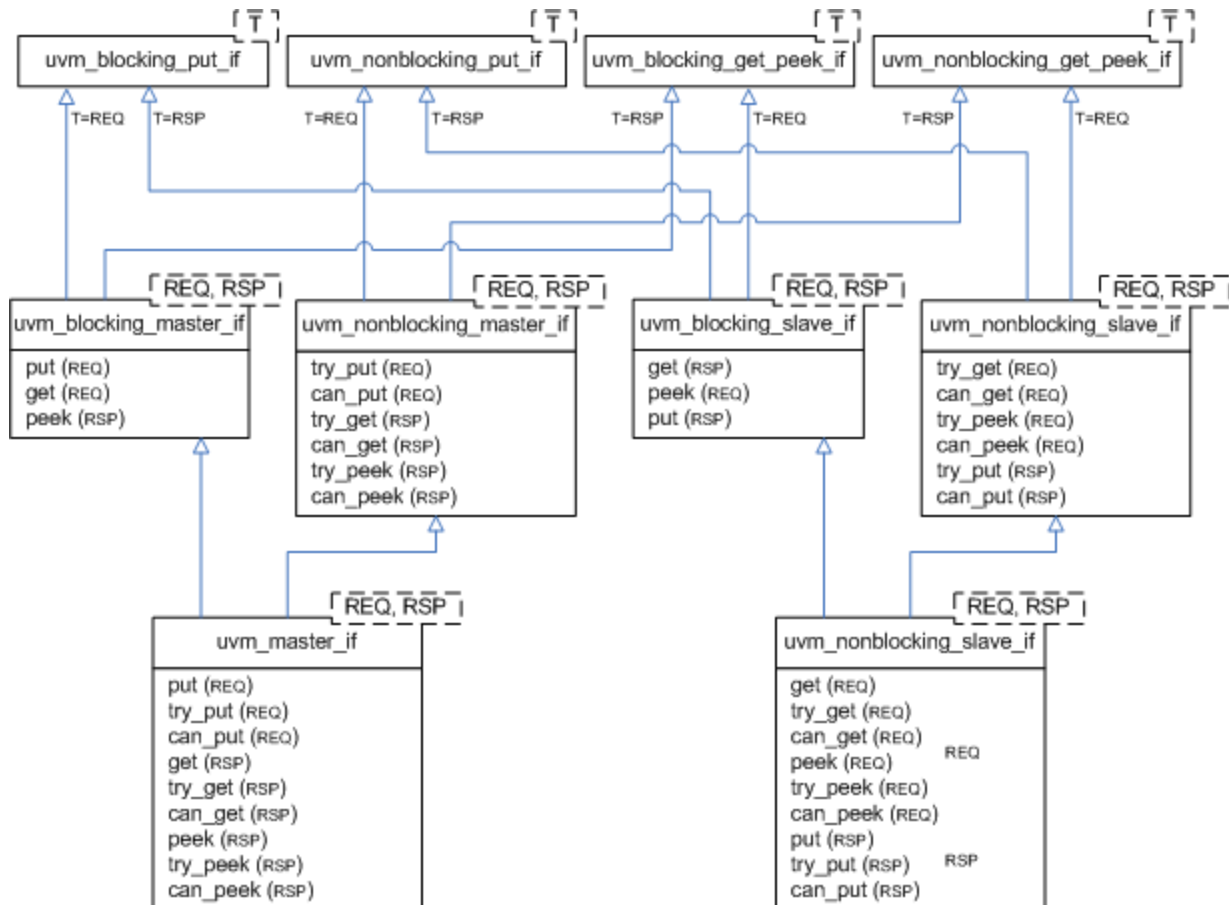 T
uvm_blocking_put_if
T
uvm_nonblocking_put_if
T
uvm_blocking_get_peek_if
T
uvm_nonblocking_get_peek_if
T=REQ
T=RSP
T=REQ
T=RSP
T=RSP
T=REQ
T=RSP
T=REQ
REQ, RSP
uvm_blocking_master_if
put (REQ)
get (REQ)
peek (RSP)
REQ, RSP
uvm_nonblocking_master_if
try_put (REQ)
can_put (REQ)
try_get (RSP)
can_get (RSP)
try_peek (RSP)
can_peek (RSP)
REQ, RSP
uvm_blocking_slave_if
get (RSP)
peek (REQ)
put (RSP)
REQ, RSP
uvm_nonblocking_slave_if
try_get (REQ)
can_get (REQ)
try_peek (REQ)
can_peek (REQ)
try_put (RSP)
can_put (RSP)
REQ, RSP
uvm_master_if
put (REQ)
try_put (REQ)
can_put (REQ)
get (RSP)
try_get (RSP)
can_get (RSP)
peek (RSP)
try_peek (RSP)
can_peek (RSP)
REQ, RSP
uvm_nonblocking_slave_if
get (REQ)
try_get (REQ)
can_get (REQ)
REQ
peek (REQ)
try_peek (REQ)
can_peek (REQ)
put (RSP)
try_put (RSP)
RSP
can_put (RSP)